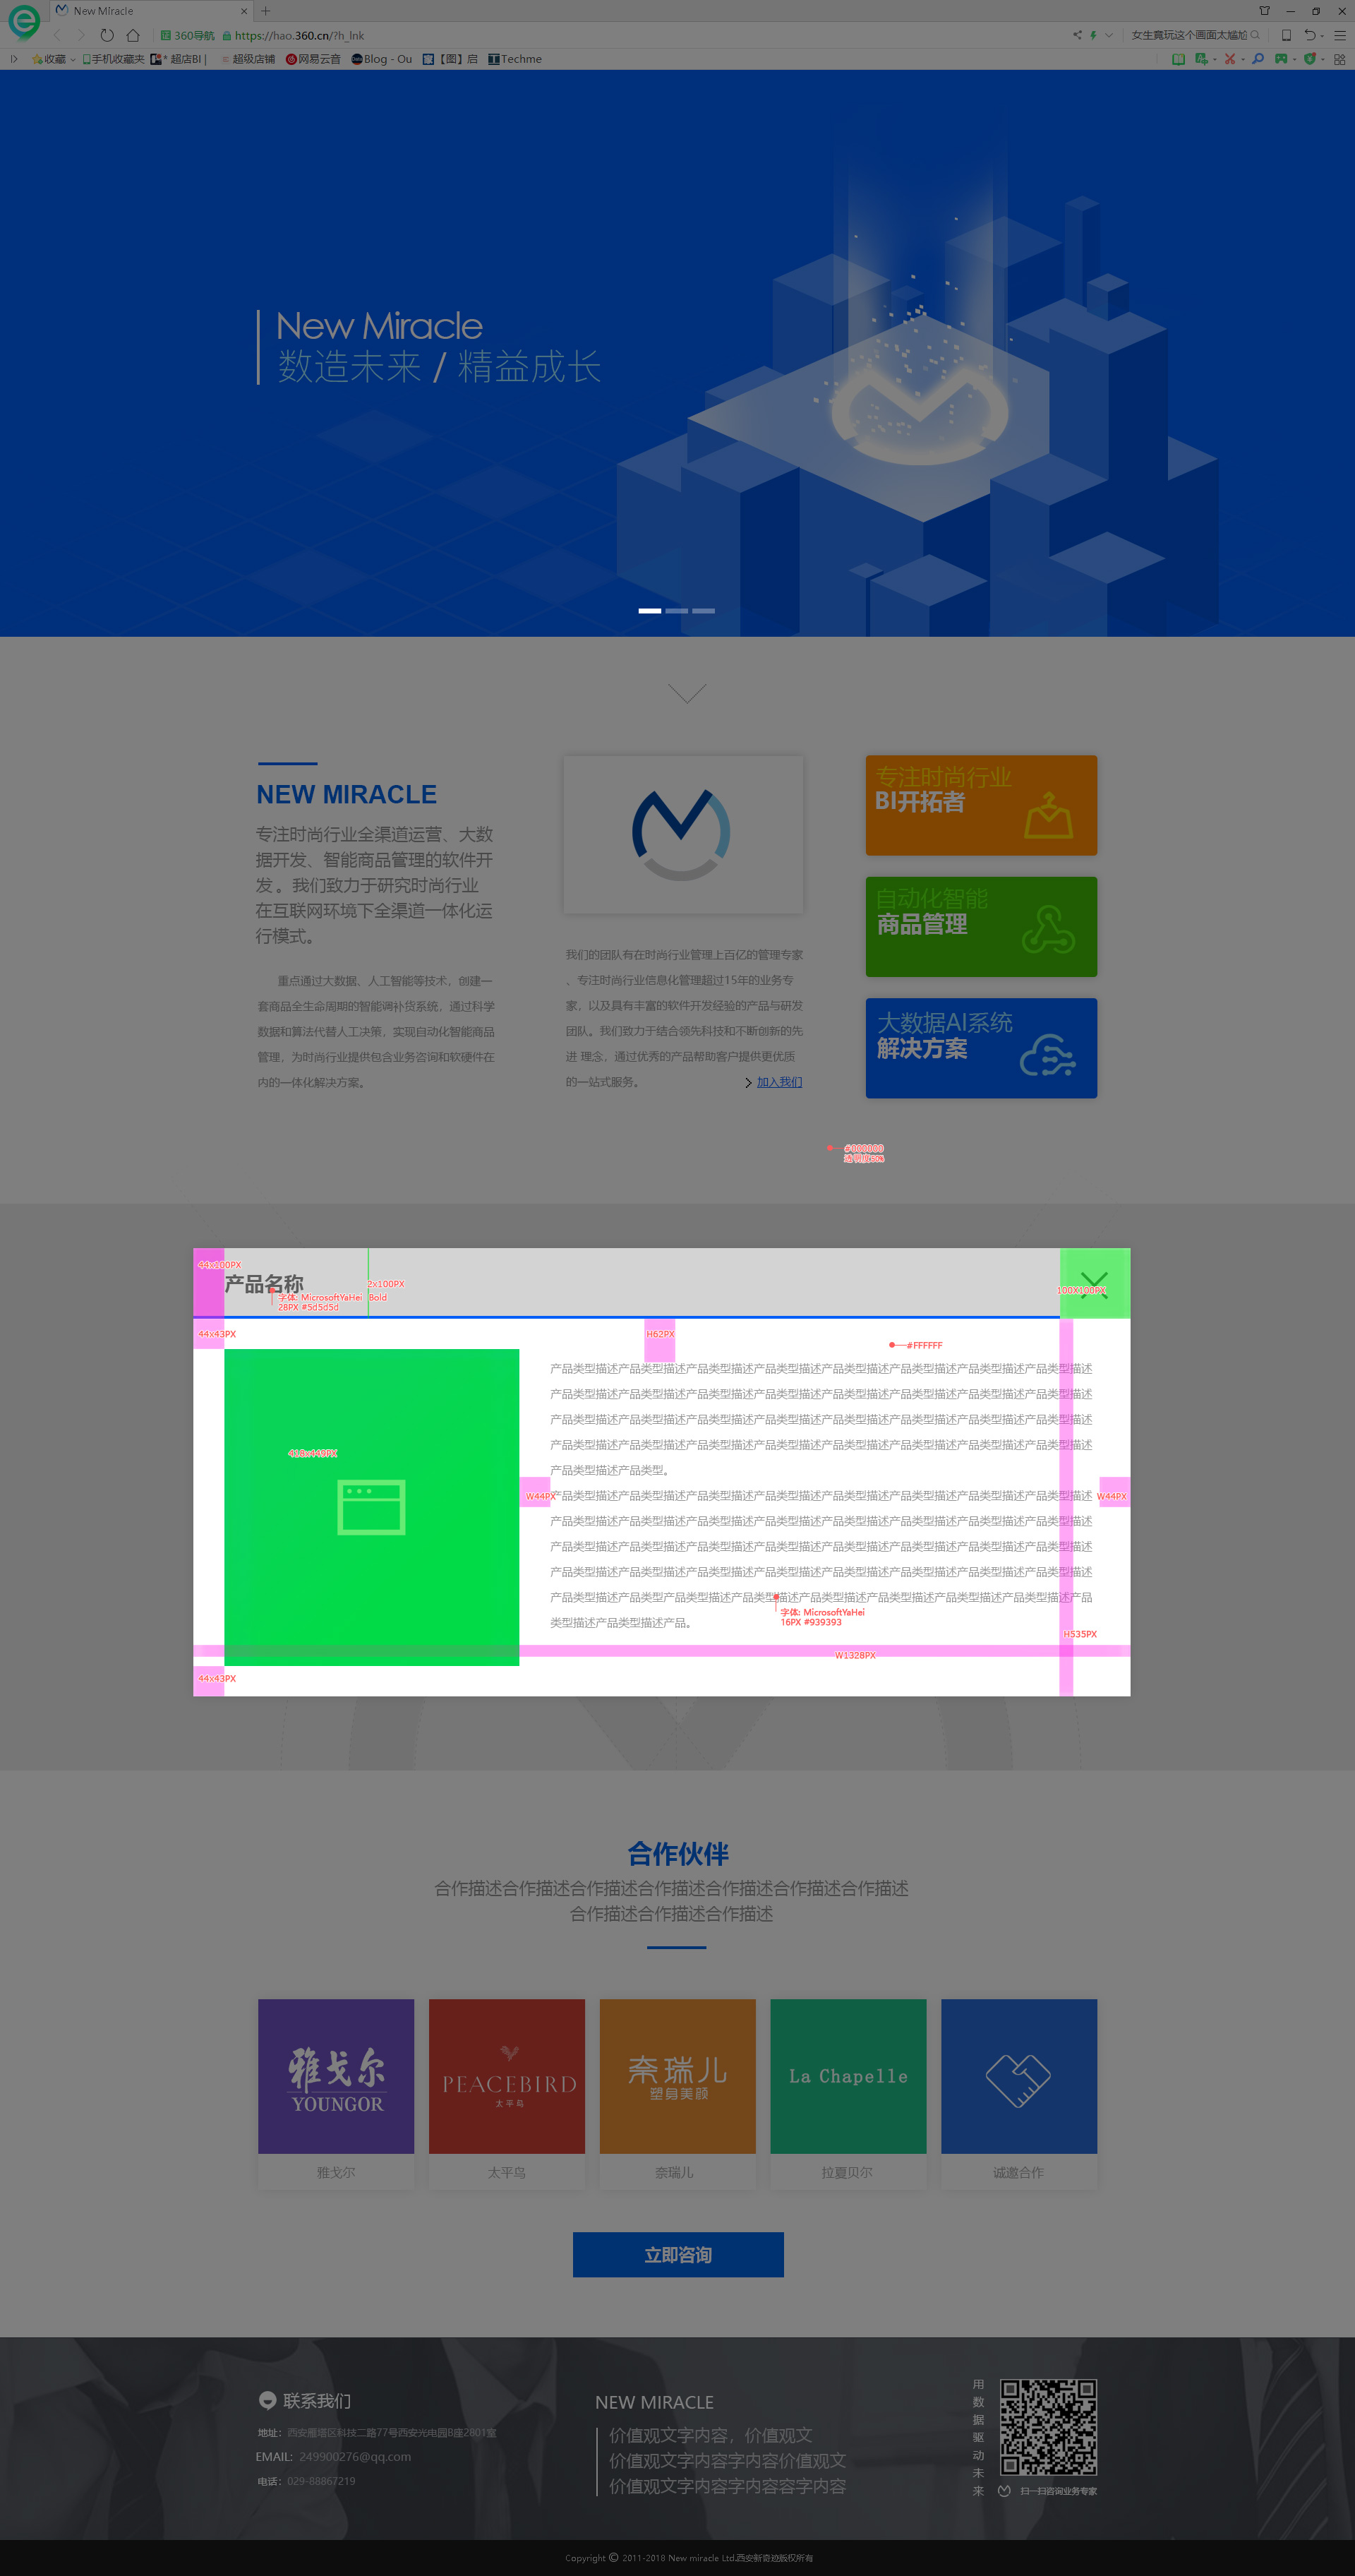 New Miracle
360导航 https://hao.360.cn/?h_lnk
女生竟玩这个画面太尴尬
收藏 手机收藏夹 * 超店BI | 超级店铺 网易云音 Blog - Ou 【图】启 Techme
New Miracle
数造未来 / 精益成长
NEW MIRACLE
专注时尚行业全渠道运营、大数
据开发、智能商品管理的软件开
发 。我们致力于研究时尚行业
在互联网环境下全渠道一体化运
行模式。
重点通过大数据、人工智能等技术，创建一
套商品全生命周期的智能调补货系统，通过科学
数据和算法代替人工决策，实现自动化智能商品
管理，为时尚行业提供包含业务咨询和软硬件在
内的一体化解决方案。
我们的团队有在时尚行业管理上百亿的管理专家
、专注时尚行业信息化管理超过15年的业务专
家，以及具有丰富的软件开发经验的产品与研发
团队。我们致力于结合领先科技和不断创新的先
进 理念，通过优秀的产品帮助客户提供更优质
的一站式服务。
加入我们
专注时尚行业
BI开拓者
自动化智能
商品管理
大数据AI系统
解决方案
#000000
44x100PX
产品名称
字体: MicrosoftYaHei Bold
28PX #5d5d5d
2x100PX
100X100PX
44x43PX
H62PX
#FFFFFF
产品类型描述产品类型描述产品类型描述产品类型描述产品类型描述产品类型描述产品类型描述产品类型描述
产品类型描述产品类型描述产品类型描述产品类型描述产品类型描述产品类型描述产品类型描述产品类型描述
产品类型描述产品类型描述产品类型描述产品类型描述产品类型描述产品类型描述产品类型描述产品类型描述
产品类型描述产品类型描述产品类型描述产品类型描述产品类型描述产品类型描述产品类型描述产品类型描述
产品类型描述产品类型。
产品类型描述产品类型描述产品类型描述产品类型描述产品类型描述产品类型描述产品类型描述产品类型描述
产品类型描述产品类型描述产品类型描述产品类型描述产品类型描述产品类型描述产品类型描述产品类型描述
产品类型描述产品类型描述产品类型描述产品类型描述产品类型描述产品类型描述产品类型描述产品类型描述
产品类型描述产品类型描述产品类型描述产品类型描述产品类型描述产品类型描述产品类型描述产品类型描述
产品类型描述产品类型产品类型描述产品类型描述产品类型描述产品类型描述产品类型描述产品类型描述产品
类型描述产品类型描述产品。
418x449PX
W44PX
W44PX
字体: MicrosoftYaHei
16PX #939393
H535PX
W1328PX
44x43PX
合作伙伴
合作描述合作描述合作描述合作描述合作描述合作描述合作描述
合作描述合作描述合作描述
雅戈尔
YOUNGOR
PEACEBIRD
太平鸟
奈瑞儿
塑身美颜
La Chapelle
雅戈尔
太平鸟
奈瑞儿
拉夏贝尔
诚邀合作
立即咨询
联系我们
地址：西安雁塔区科技二路77号西安光电园B座2801室
EMAIL: 249900276@qq.com
电话：029-88867219
NEW MIRACLE
价值观文字内容，价值观文
价值观文字内容字内容价值观文
价值观文字内容字内容容字内容
用数据驱动未来
扫一扫咨询业务专家
Copyright © 2011-2018 New miracle Ltd.西安新奇迹版权所有